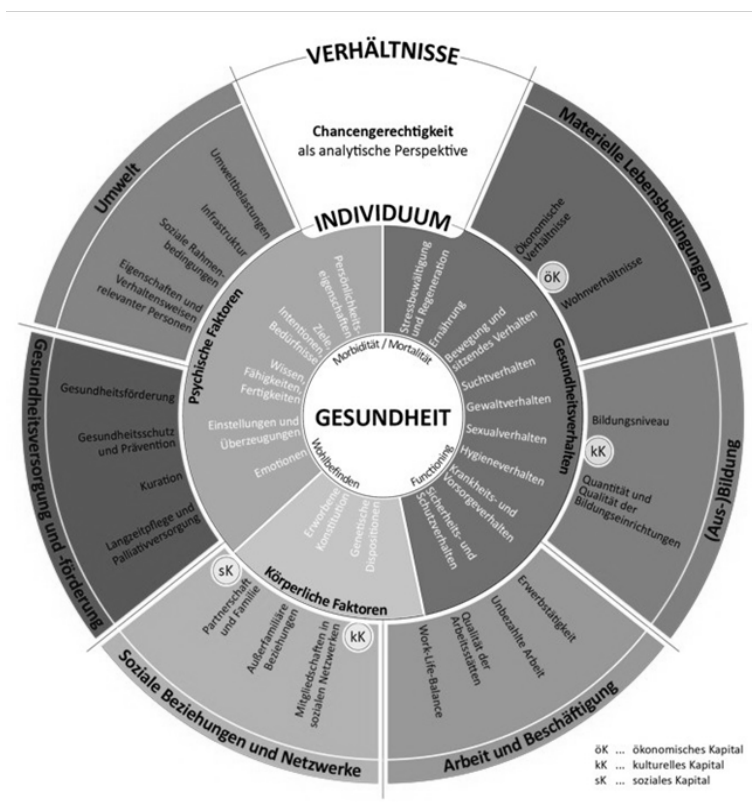 VERHÄLTNISSE
Chancengerechtigkeit
als analytische Perspektive
INDIVIDUUM
Materielle Lebensbedingungen
Ökonomische
Verhältnisse
öK
Wohnverhältnisse
(Aus-)Bildung
Bildungsniveau
kK
Quantität und
Qualität der
Bildungseinrichtungen
Arbeit und Beschäftigung
Erwerbstätigkeit
Unbezahlte Arbeit
Qualität der
Arbeitsstätten
Work-Life-Balance
Soziale Beziehungen und Netzwerke
kK
Mitgliedschaften in
sozialen Netzwerken
Außerfamiliäre
Beziehungen
Partnerschaft
und Familie
sK
Gesundheitsversorgung und -förderung
Gesundheitsförderung
Gesundheitsschutz
und Prävention
Kuration
Langzeitpflege und
Palliativversorgung
Umwelt
Umweltbelastungen
Infrastruktur
Soziale Rahmen-
bedingungen
Eigenschaften und
Verhaltensweisen
relevanter Personen
Psychische Faktoren
Persönlichkeits-
eigenschaften
Ziele,
Intentionen,
Bedürfnisse
Wissen,
Fähigkeiten,
Fertigkeiten
Einstellungen und
Überzeugungen
Emotionen
Gesundheitsverhalten
Stressbewältigung
und Regeneration
Ernährung
Bewegung und
sitzendes Verhalten
Suchtverhalten
Gewaltverhalten
Sexualverhalten
Hygieneverhalten
Krankheits- und
Vorsorgeverhalten
Sicherheits- und
Schutzverhalten
Körperliche Faktoren
Erworbene
Konstitution
Genetische
Dispositionen
Morbidität / Mortalität
GESUNDHEIT
Wohlbefinden
Functioning
öK ... ökonomisches Kapital
kK ... kulturelles Kapital
sK ... soziales Kapital